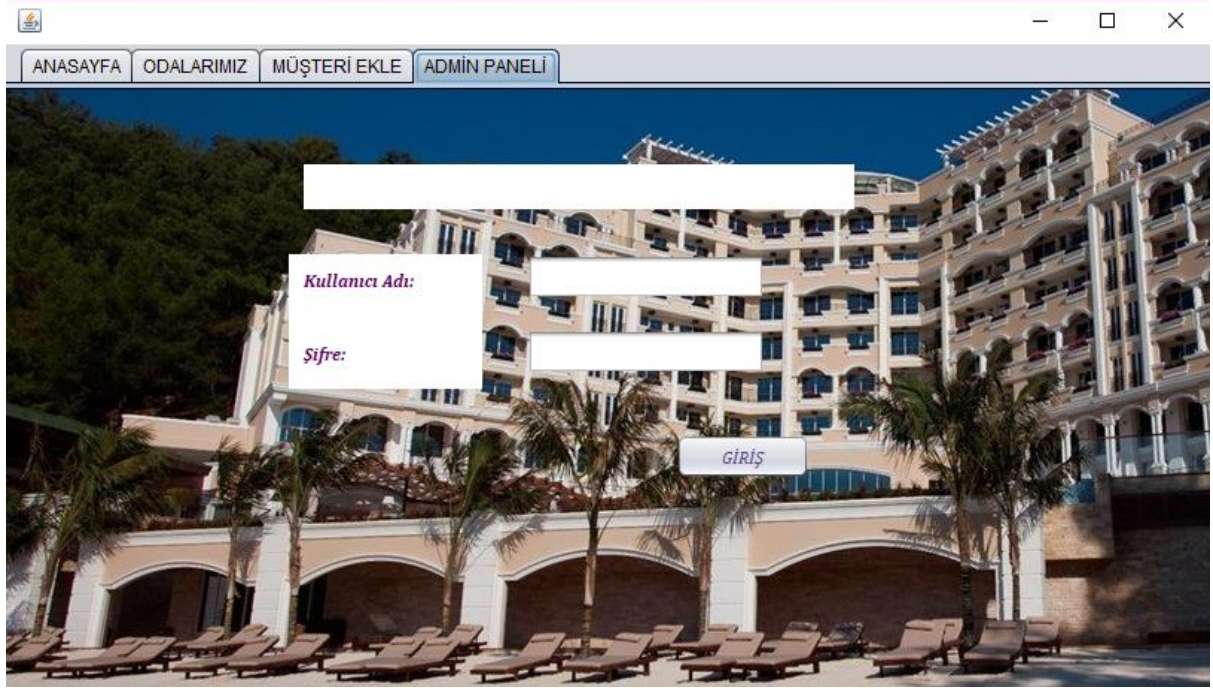 ANASAYFA ODALARIMIZ MÜŞTERİ EKLE ADMİN PANELİ
Kullanıcı Adı:
Şifre:
GİRİŞ